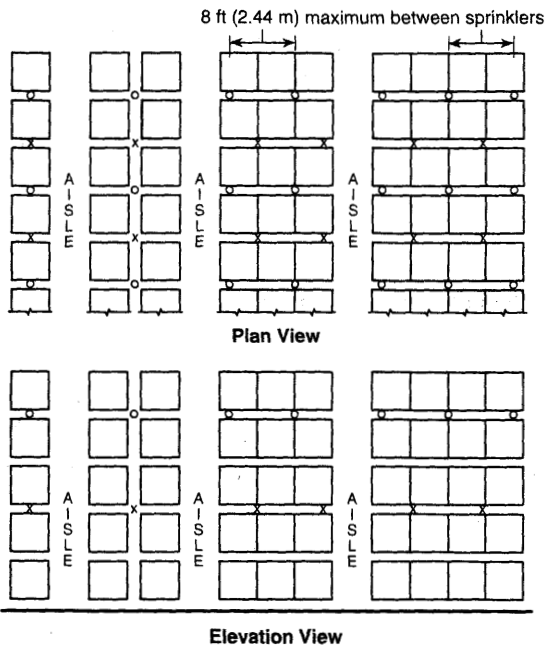 8 ft (2.44 m) maximum between sprinklers
AISLE
AISLE
AISLE
Plan View
AISLE
AISLE
AISLE
Elevation View